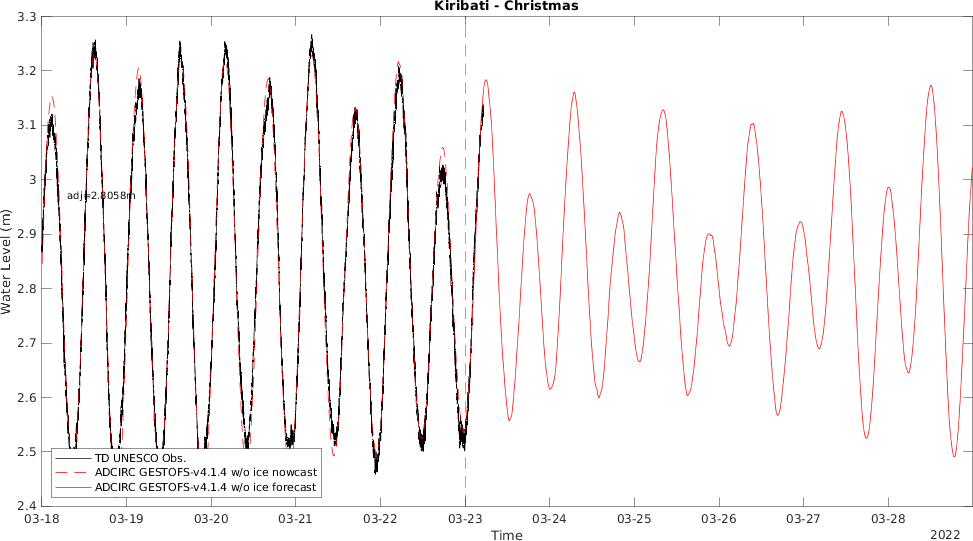 Kiribati - Christmas
3.3
3.2
3.1
3
2.9
2.8
2.7
2.6
2.5
2.4
Water Level (m)
adj=2.8058m
TD UNESCO Obs.
ADCIRC GESTOFS-v4.1.4 w/o ice nowcast
ADCIRC GESTOFS-v4.1.4 w/o ice forecast
03-18 03-19 03-20 03-21 03-22 03-23 03-24 03-25 03-26 03-27 03-28
Time
2022